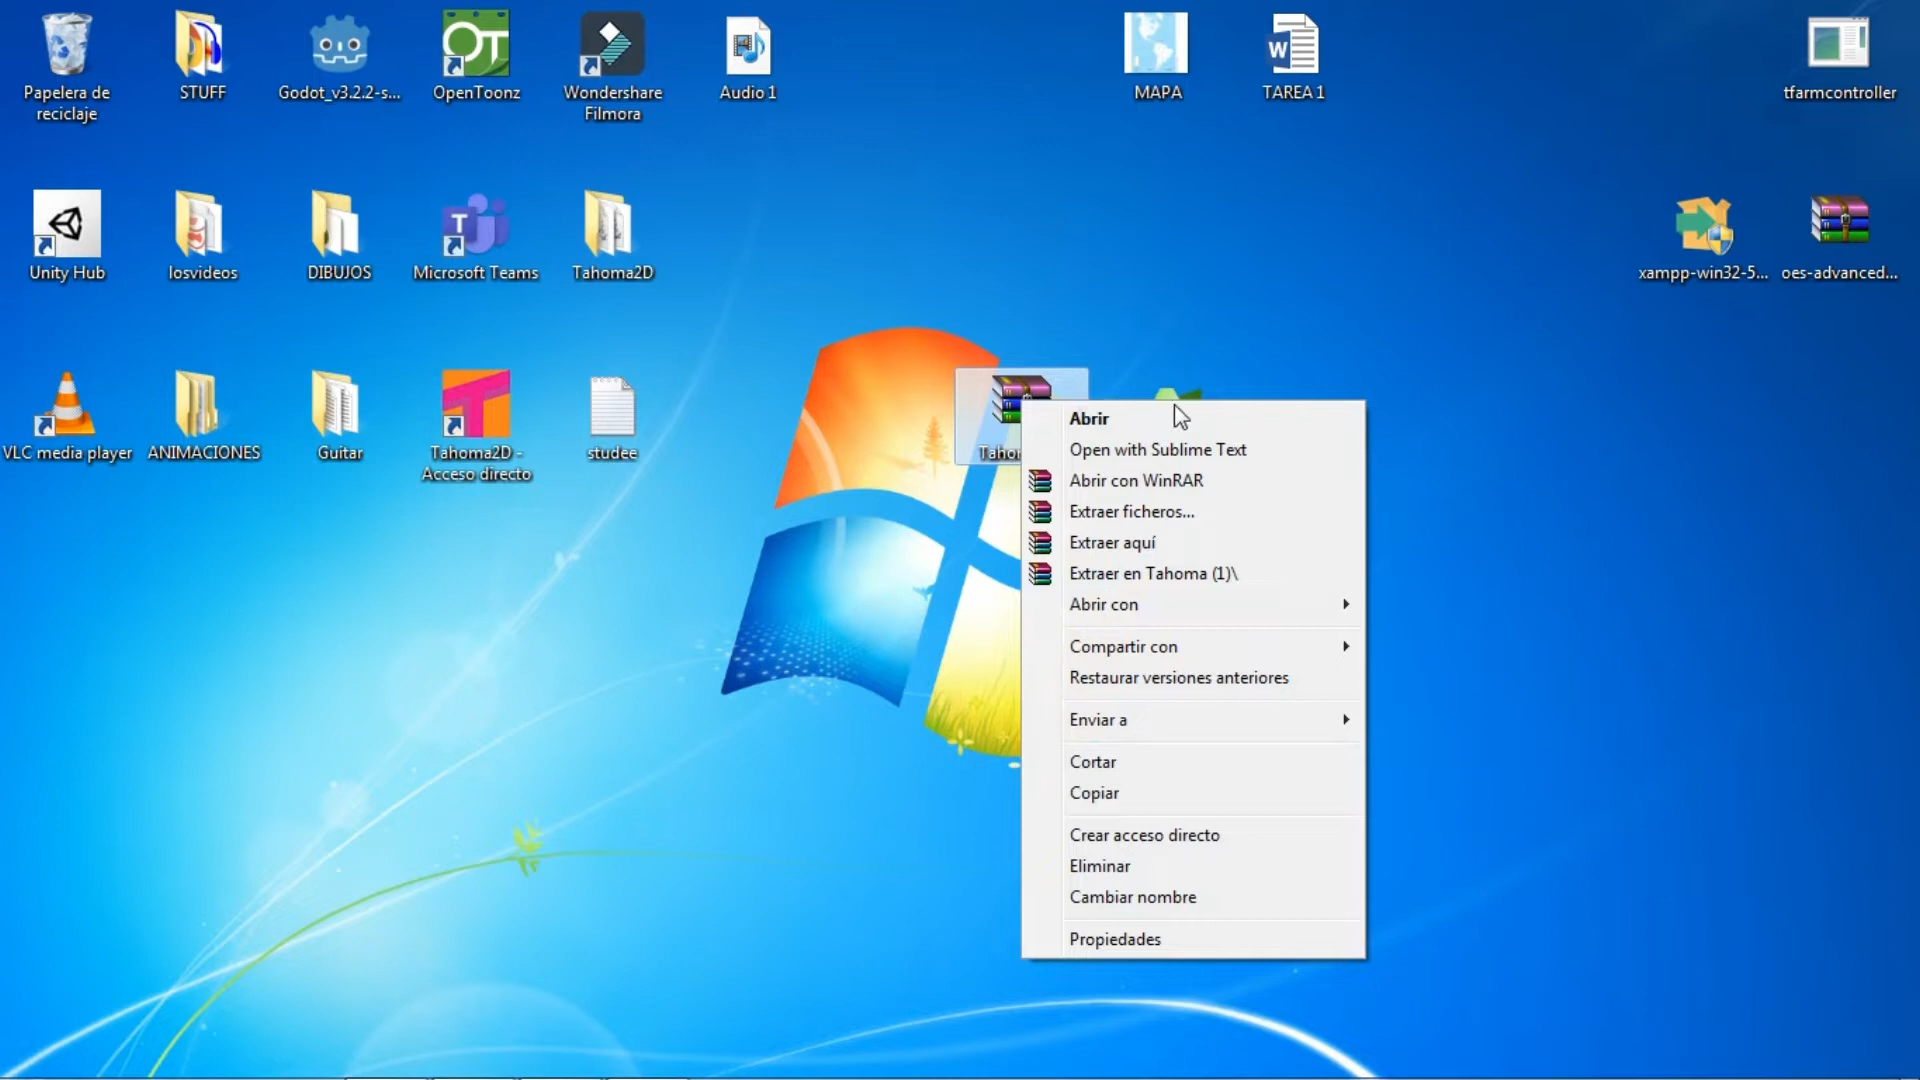 Papelera de
reciclaje
STUFF
Godot_v3.2.2-s...
OpenToonz
Wondershare
Filmora
Audio 1
MAPA
TAREA 1
tfarmcontroller
Unity Hub
losvideos
DIBUJOS
Microsoft Teams
Tahoma2D
xampp-win32-5...
oes-advanced...
VLC media player
ANIMACIONES
Guitar
Tahoma2D -
Acceso directo
studee
Abrir
Open with Sublime Text
Abrir con WinRAR
Extraer ficheros...
Extraer aquí
Extraer en Tahoma (1)\
Abrir con
Compartir con
Restaurar versiones anteriores
Enviar a
Cortar
Copiar
Crear acceso directo
Eliminar
Cambiar nombre
Propiedades